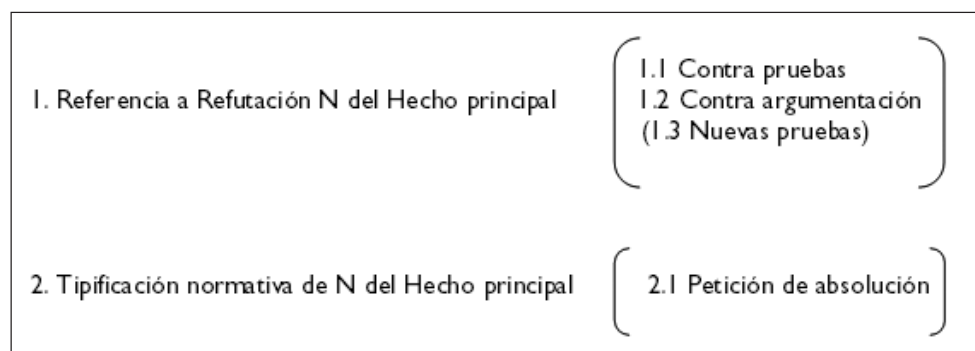 1.1 Contra pruebas
1. Referencia a Refutación N del Hecho principal
1.2 Contra argumentación
(1.3 Nuevas pruebas)
2. Tipificación normativa de N del Hecho principal
2.1 Petición de absolución